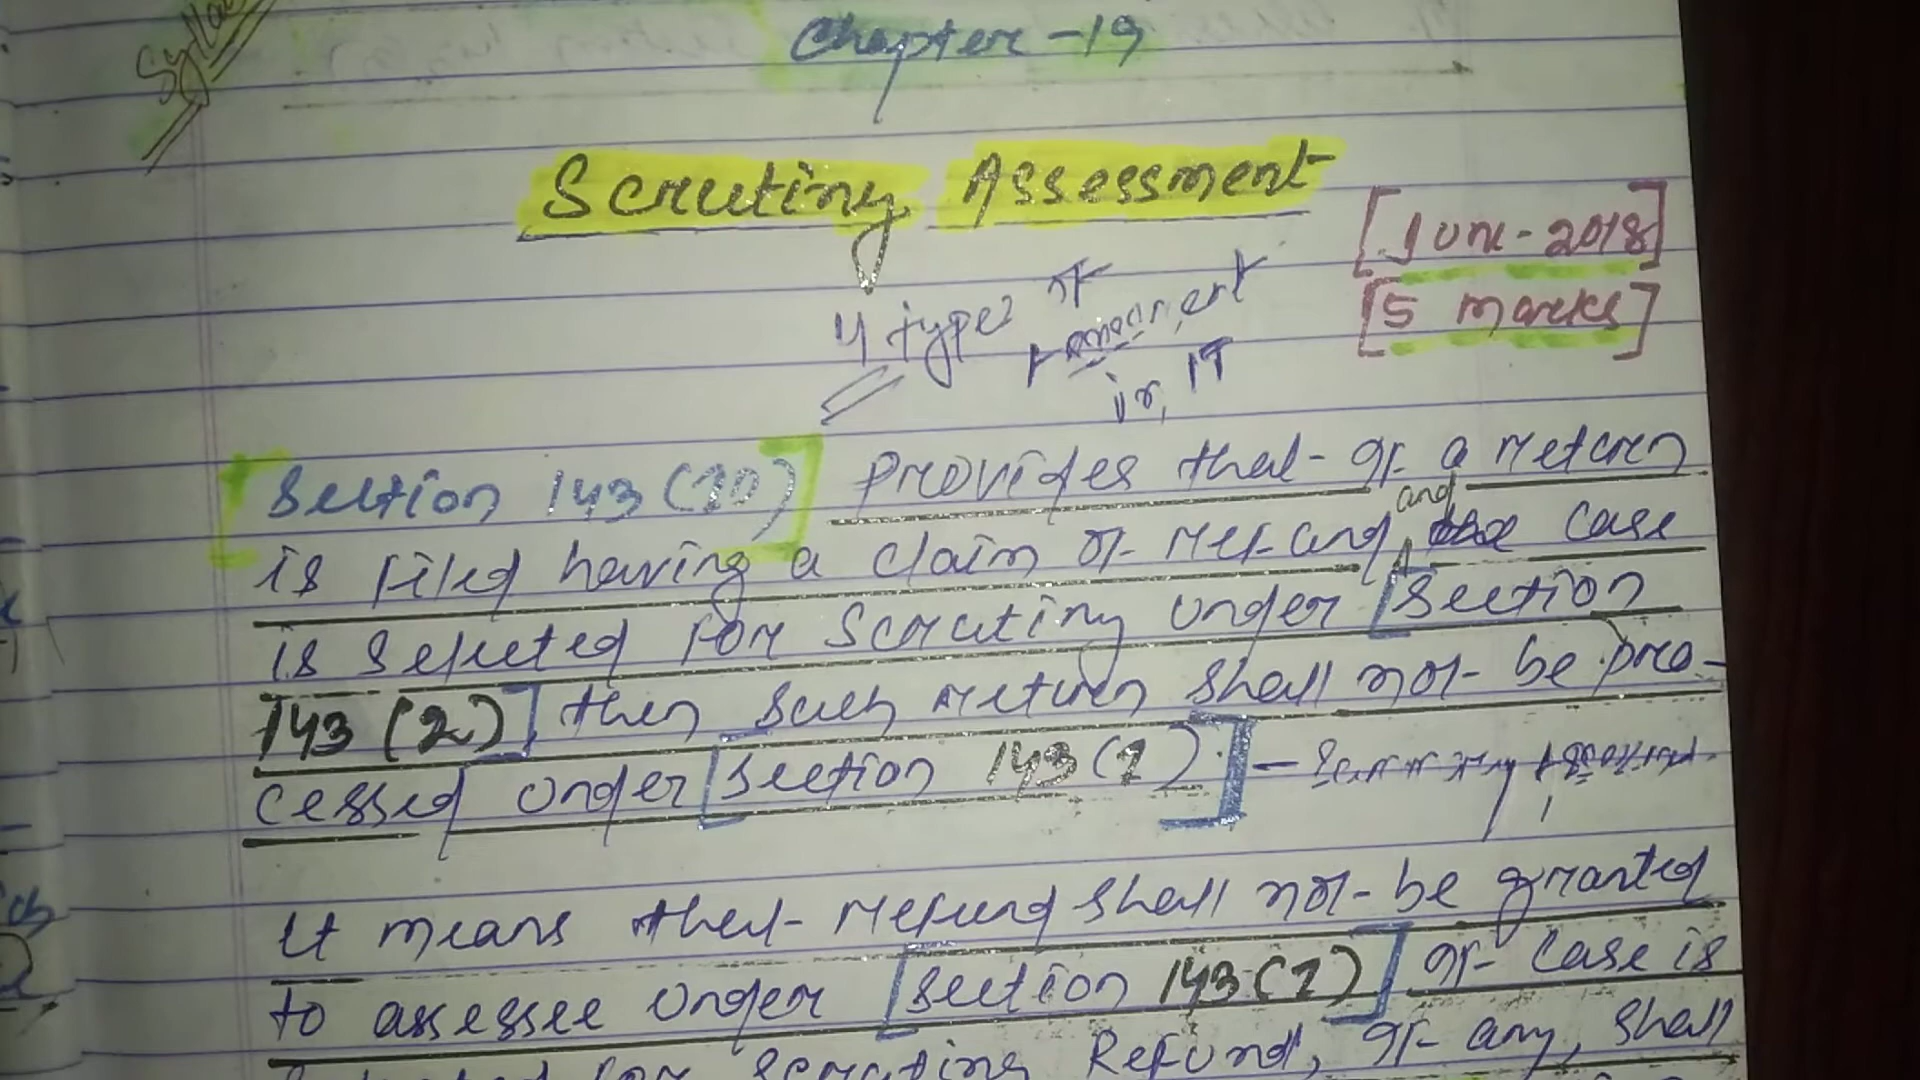 Chapter-19
Scrutiny Assessment
[June-2018]
[5 marks]
4 type of
in IT
[Section 143(1D)] provides that if a return
is filed having a claim of refund, and case
is selected for Scrutiny under [Section
143(2)] then such return shall not be pro-
cessed under [Section 143(1)] -
It means that refund shall not be granted
to assessee under [Section 143(1)] if case is
for Scrutiny Refund, if any, shall